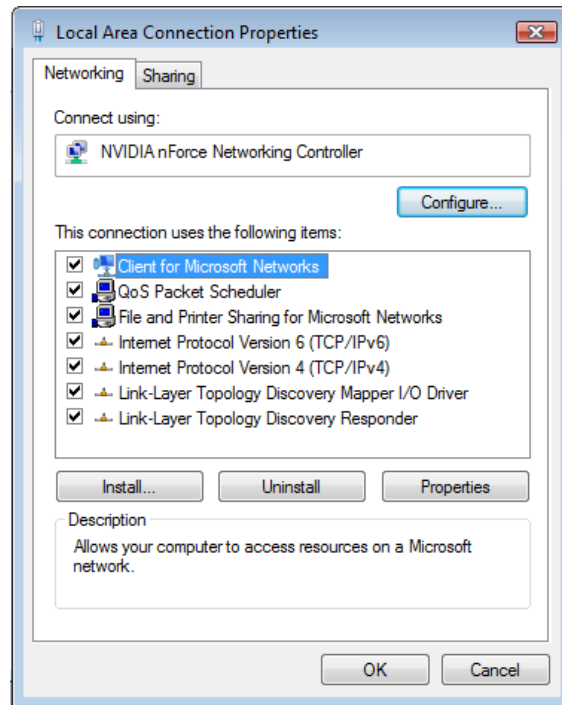 Local Area Connection Properties
Networking
Sharing
Connect using:
NVIDIA nForce Networking Controller
Configure...
This connection uses the following items:
Client for Microsoft Networks
QoS Packet Scheduler
File and Printer Sharing for Microsoft Networks
Internet Protocol Version 6 (TCP/IPv6)
Internet Protocol Version 4 (TCP/IPv4)
Link-Layer Topology Discovery Mapper I/O Driver
Link-Layer Topology Discovery Responder
Install...
Uninstall
Properties
Description
Allows your computer to access resources on a Microsoft
network.
OK
Cancel